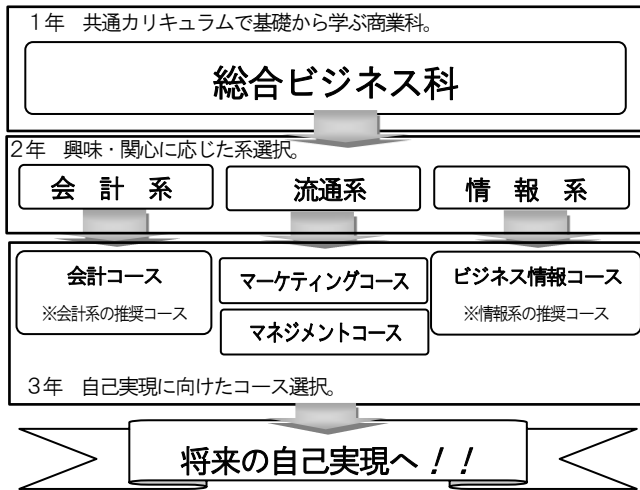 1年　共通カリキュラムで基礎から学ぶ商業科。
総合ビジネス科
2年　興味・関心に応じた系選択。
会　計　系
流通系
情　報　系
会計コース
※会計系の推奨コース
マーケティングコース
マネジメントコース
ビジネス情報コース
※情報系の推奨コース
3年　自己実現に向けたコース選択。
将来の自己実現へ！！